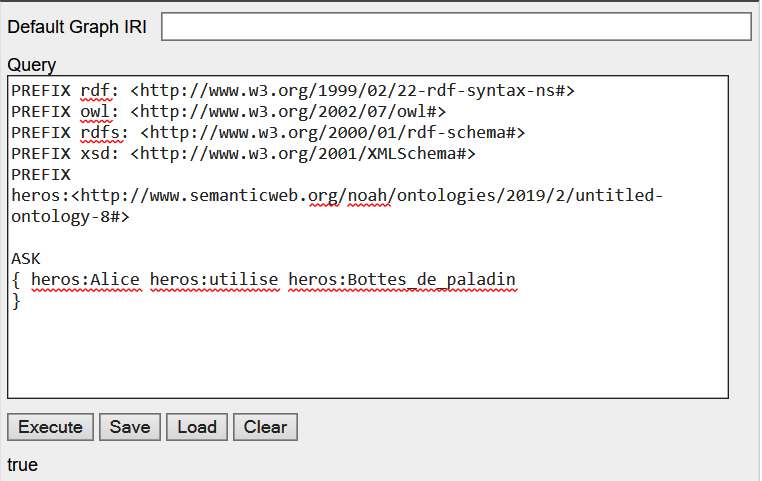 Default Graph IRI
Query
PREFIX rdf: <http://www.w3.org/1999/02/22-rdf-syntax-ns#>
PREFIX owl: <http://www.w3.org/2002/07/owl#>
PREFIX rdfs: <http://www.w3.org/2000/01/rdf-schema#>
PREFIX xsd: <http://www.w3.org/2001/XMLSchema#>
PREFIX
heros:<http://www.semanticweb.org/noah/ontologies/2019/2/untitled-
ontology-8#>
ASK
{ heros:Alice heros:utilise heros:Bottes_de_paladin
}
Execute Save Load Clear
true